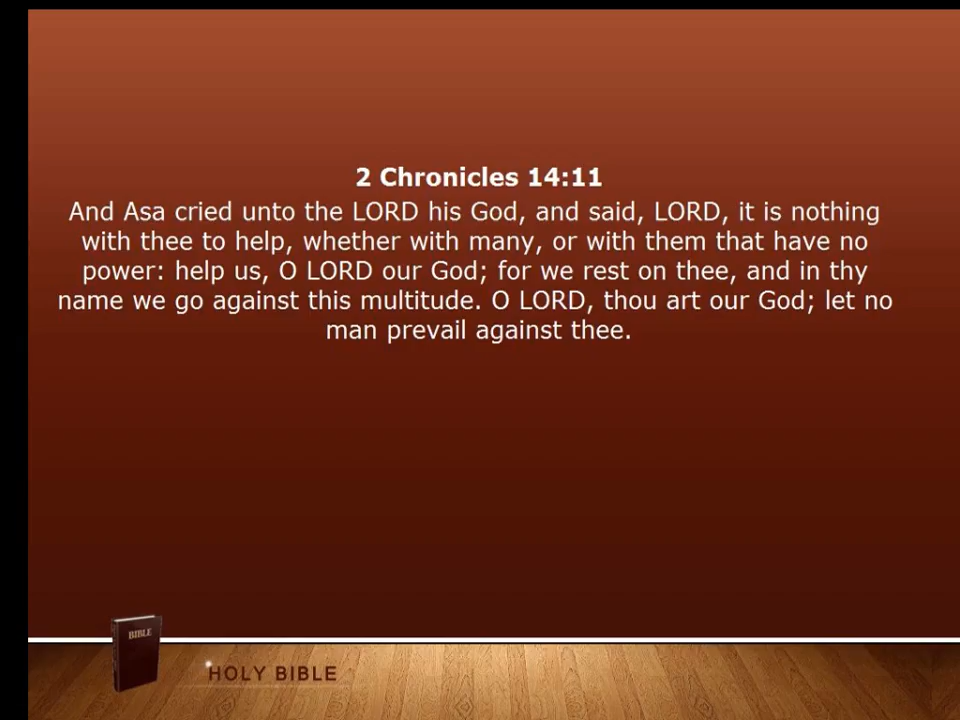 2 Chronicles 14:11
And Asa cried unto the LORD his God, and said, LORD, it is nothing
with thee to help, whether with many, or with them that have no
power: help us, O LORD our God; for we rest on thee, and in thy
name we go against this multitude. O LORD, thou art our God; let no
man prevail against thee.
BIBLE
HOLY BIBLE